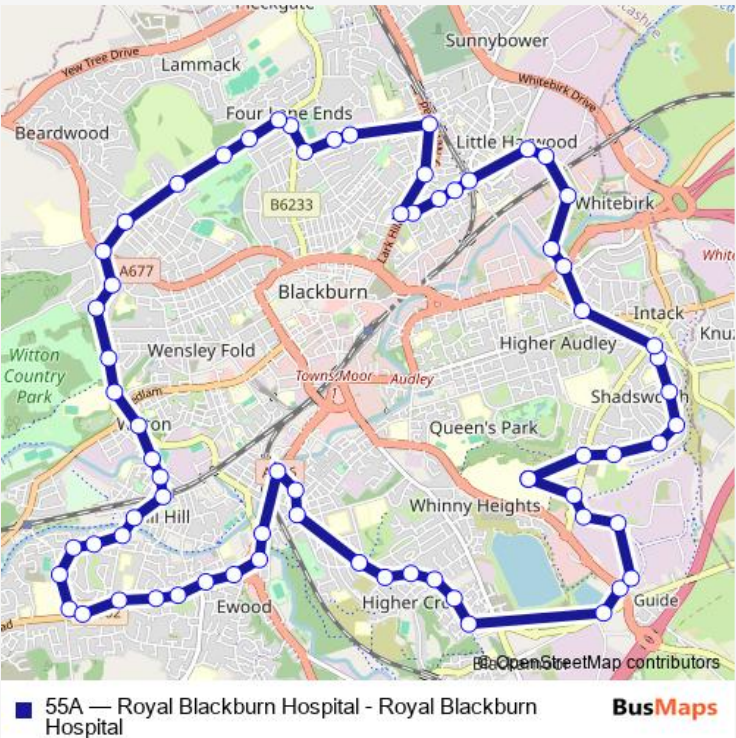 Yew Tree Drive
Lammack
Sunnybower
Whitebirk Drive
Beardwood
Four Lane Ends
Little Harwood
B6233
Whitebirk
A677
Blackburn
White
Intack
Witton
Country
Park
Wensley Fold
Higher Audley
Towns Moor
Audley
Shadsworth
Queen's Park
Whinny Heights
Ewood
Higher Cro
Guide
© OpenStreetMap contributors
55A — Royal Blackburn Hospital - Royal Blackburn
Hospital
BusMaps